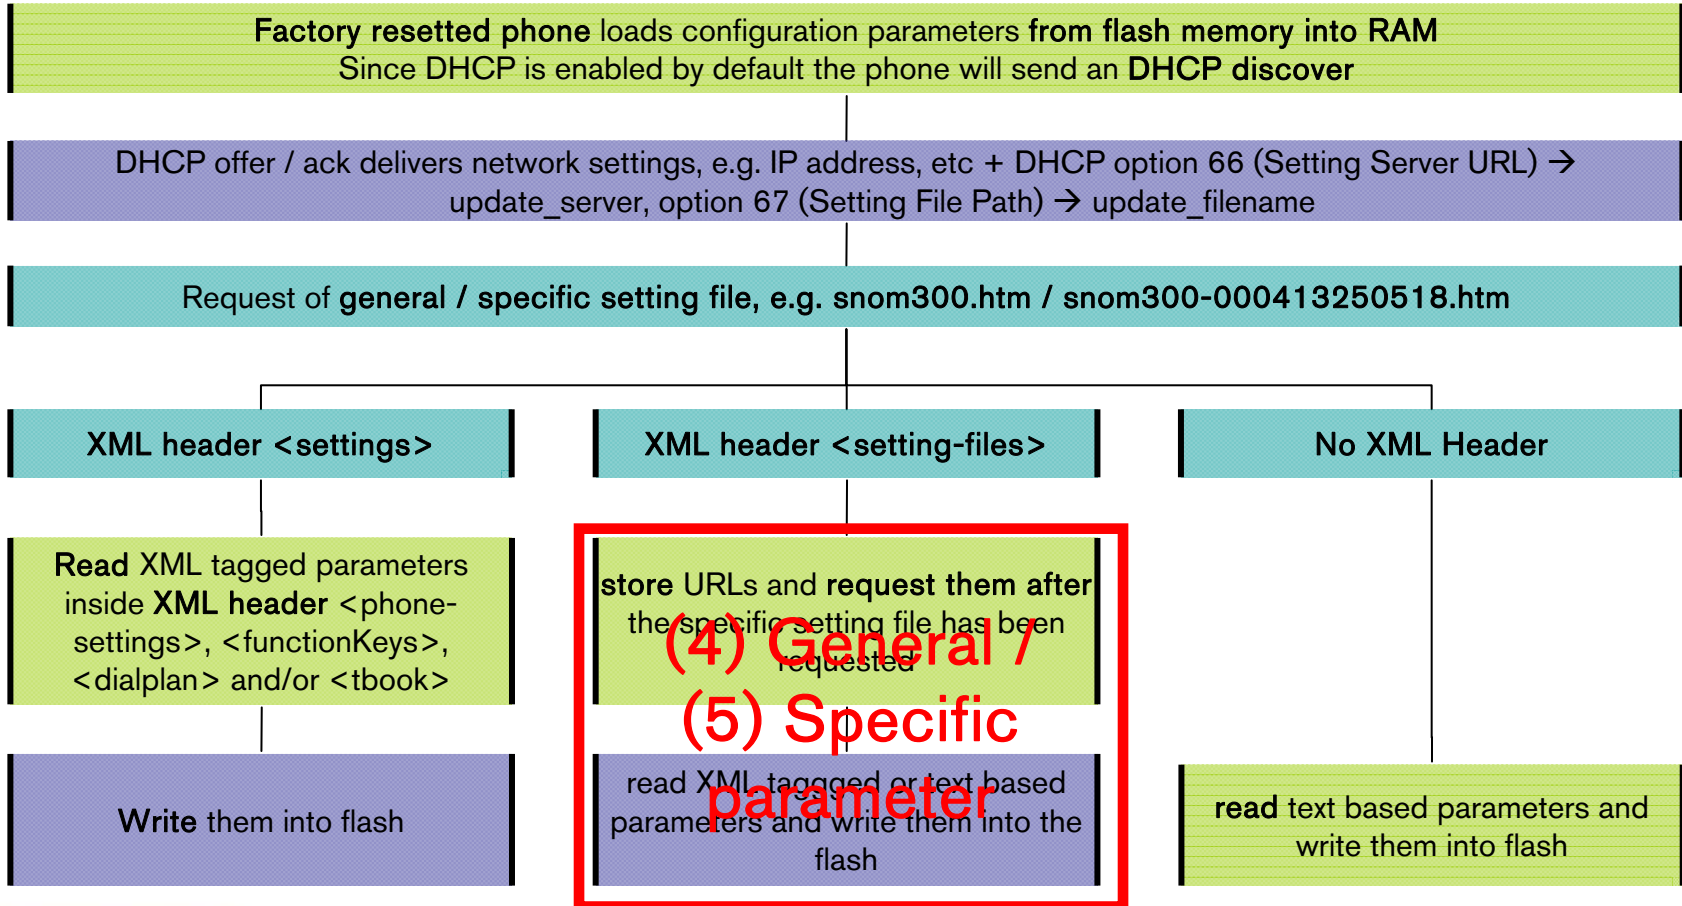 Factory resetted phone loads configuration parameters from flash memory into RAM
Since DHCP is enabled by default the phone will send an DHCP discover
DHCP offer / ack delivers network settings, e.g. IP address, etc + DHCP option 66 (Setting Server URL) →
update_server, option 67 (Setting File Path) → update_filename
Request of general / specific setting file, e.g. snom300.htm / snom300-000413250518.htm
XML header <settings>
XML header <setting-files>
No XML Header
Read XML tagged parameters
inside XML header <phone-
settings>, <functionKeys>,
<dialplan> and/or <tbook>
store URLs and request them after
the specific setting file has been
requested
(4) General /
(5) Specific
parameter
Write them into flash
read XML taggged or text based
parameters and write them into the
flash
read text based parameters and
write them into flash